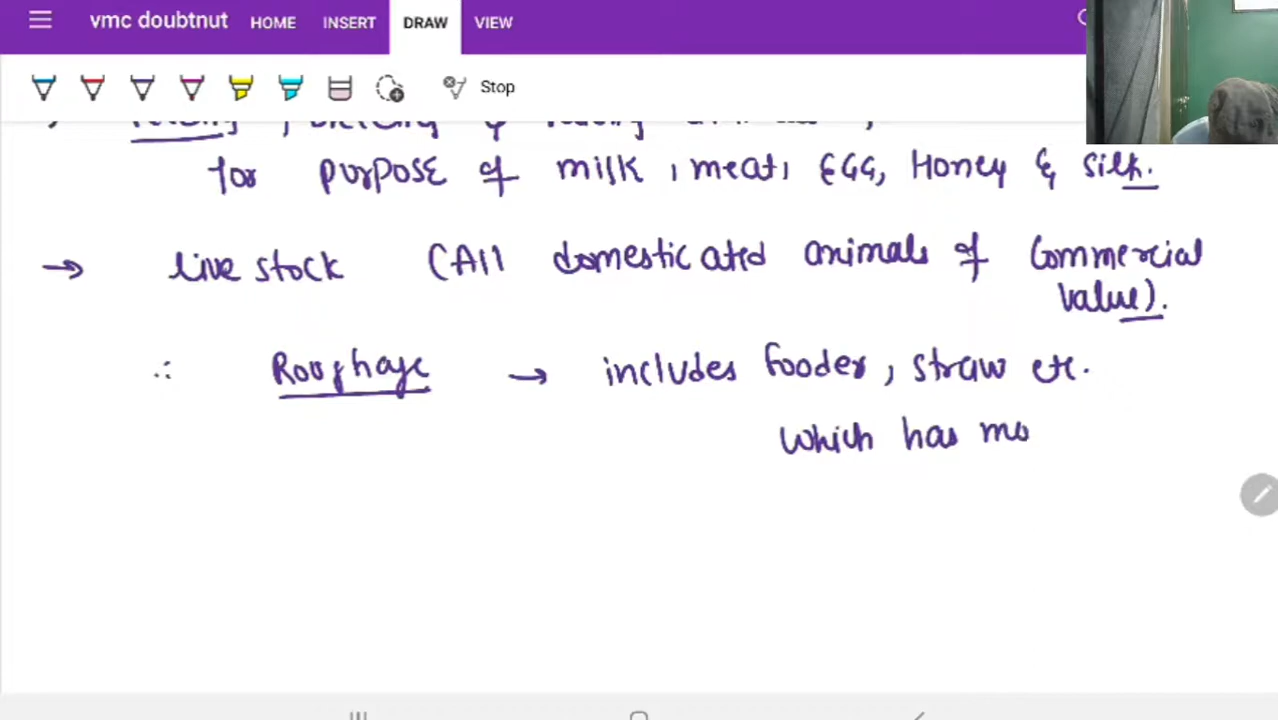 vmc doubtnut HOME INSERT DRAW VIEW
Stop
for purpose of milk, meat, EGG, Honey & silk.
→ live stock (All domesticated animals of Commercial
value).
∴ Roughage → includes fooder, straw etc.
which has mo